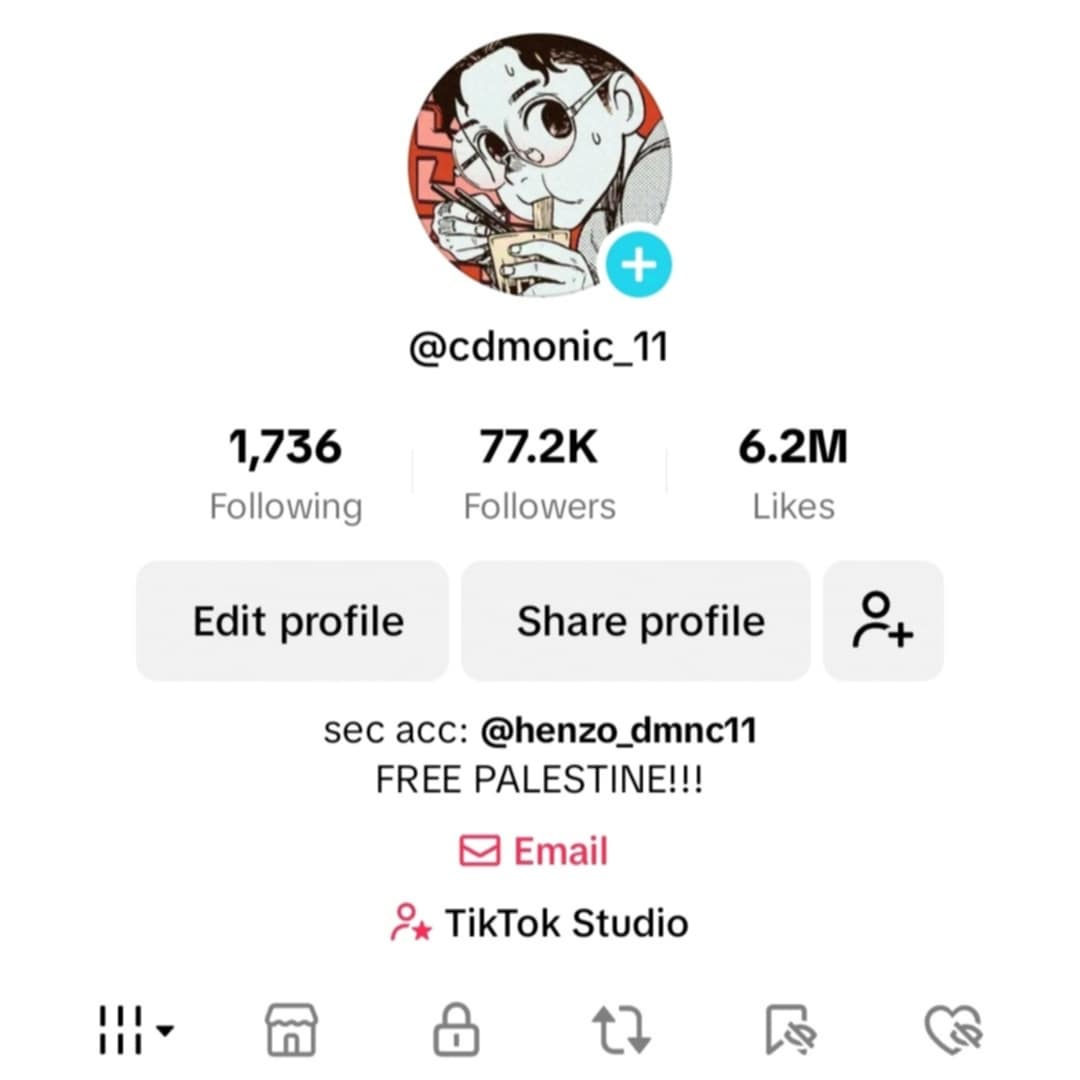 @cdmonic_11
1,736 77.2K 6.2M
Following Followers Likes
Edit profile Share profile
sec acc: @henzo_dmnc11
FREE PALESTINE!!!
Email
TikTok Studio